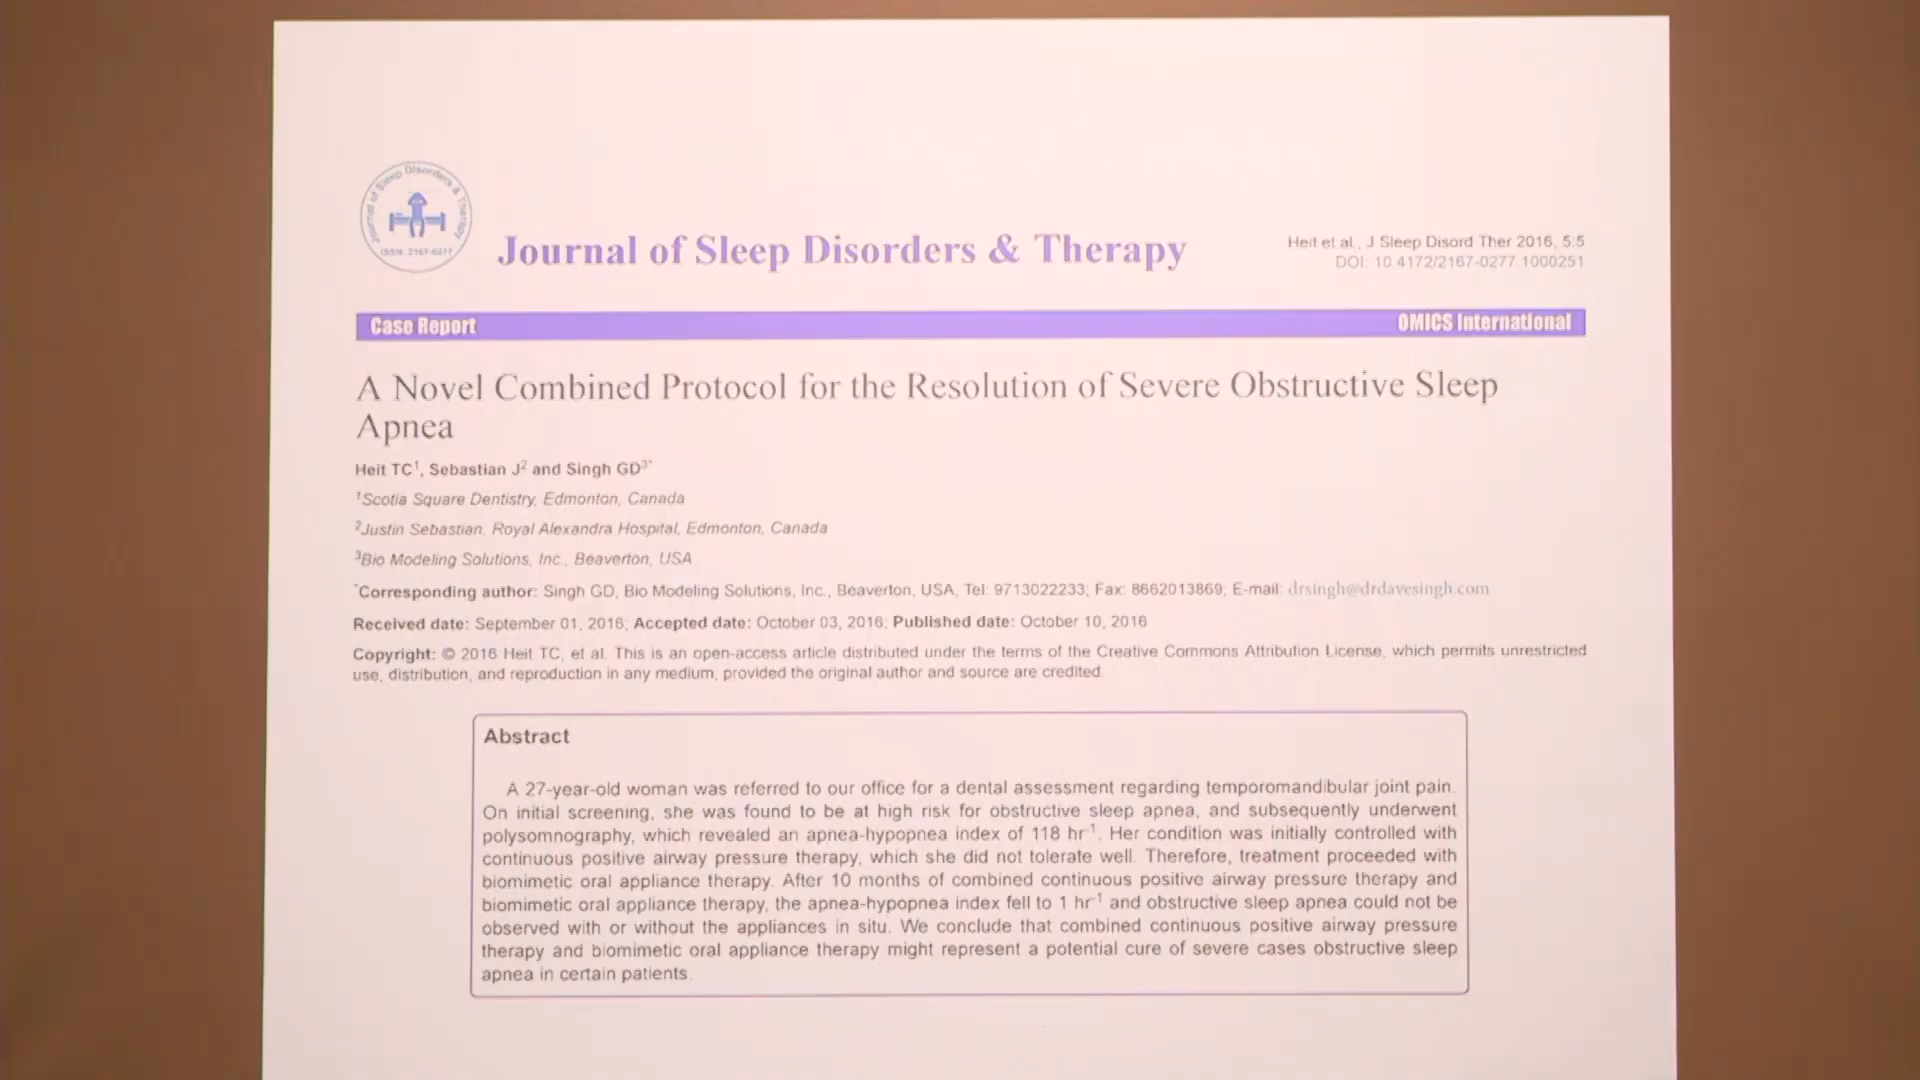 Journal of Sleep Disorders & Therapy
ISSN: 2167-0277
Journal of Sleep Disorders & Therapy
Heit et al., J Sleep Disord Ther 2016, 5:5
DOI: 10.4172/2167-0277.1000251
Case Report
OMICS International
A Novel Combined Protocol for the Resolution of Severe Obstructive Sleep
Apnea
Heit TC¹, Sebastian J² and Singh GD³*
¹Scotia Square Dentistry, Edmonton, Canada
²Justin Sebastian, Royal Alexandra Hospital, Edmonton, Canada
³Bio Modeling Solutions, Inc., Beaverton, USA
*Corresponding author: Singh GD, Bio Modeling Solutions, Inc., Beaverton, USA, Tel: 9713022233; Fax: 8662013869; E-mail: drsingh@drdavesingh.com
Received date: September 01, 2016; Accepted date: October 03, 2016; Published date: October 10, 2016
Copyright: © 2016 Heit TC, et al. This is an open-access article distributed under the terms of the Creative Commons Attribution License, which permits unrestricted
use, distribution, and reproduction in any medium, provided the original author and source are credited.
Abstract
A 27-year-old woman was referred to our office for a dental assessment regarding temporomandibular joint pain.
On initial screening, she was found to be at high risk for obstructive sleep apnea, and subsequently underwent
polysomnography, which revealed an apnea-hypopnea index of 118 hr⁻¹. Her condition was initially controlled with
continuous positive airway pressure therapy, which she did not tolerate well. Therefore, treatment proceeded with
biomimetic oral appliance therapy. After 10 months of combined continuous positive airway pressure therapy and
biomimetic oral appliance therapy, the apnea-hypopnea index fell to 1 hr⁻¹ and obstructive sleep apnea could not be
observed with or without the appliances in situ. We conclude that combined continuous positive airway pressure
therapy and biomimetic oral appliance therapy might represent a potential cure of severe cases obstructive sleep
apnea in certain patients.